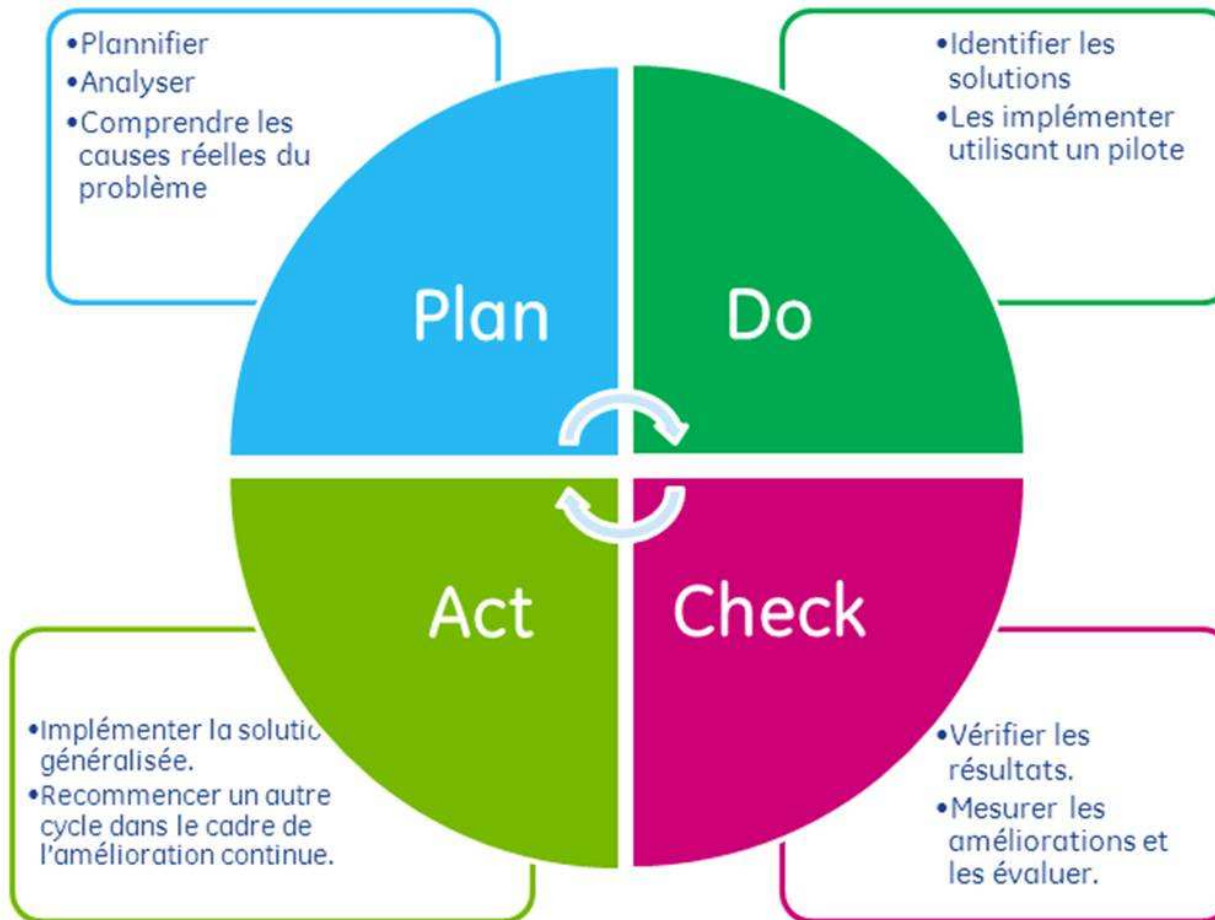 •Plannifier
•Analyser
•Comprendre les
causes réelles du
problème
•Identifier les
solutions
•Les implémenter
utilisant un pilote
Plan
Do
Act
Check
•Implémenter la solutio
généralisée.
•Recommencer un autre
cycle dans le cadre de
l'amélioration continue.
•Vérifier les
résultats.
•Mesurer les
améliorations et
les évaluer.